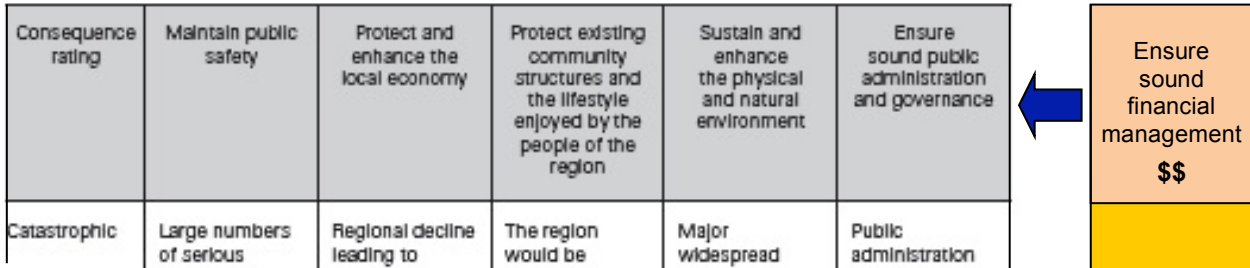 Consequence
rating
Maintain public
safety
Protect and
enhance the
local economy
Protect existing
community
structures and
the lifestyle
enjoyed by the
people of the
region
Sustain and
enhance
the physical
and natural
environment
Ensure
sound public
administration
and governance
Ensure
sound
financial
management
$$
Catastrophic
Large numbers
of serious
Regional decline
leading to
The region
would be
Major
widespread
Public
administration